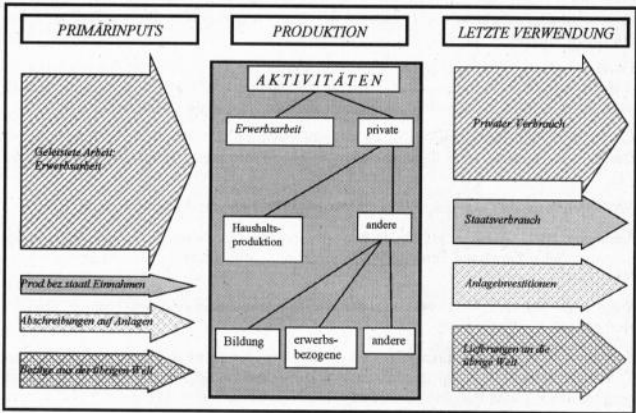 PRIMÄRINPUTS
PRODUKTION
LETZTE VERWENDUNG
AKTIVITÄTEN
Erwerbsarbeit
private
Geleistete Arbeit:
Erwerbsarbeit
Haushalts-
produktion
andere
Prod.bez.staatl.Einnahmen
Abschreibungen auf Anlagen
Bezüge aus der übrigen Welt
Bildung
erwerbs-
bezogene
andere
Privater Verbrauch
Staatsverbrauch
Anlageinvestitionen
Lieferungen an die
übrige Welt